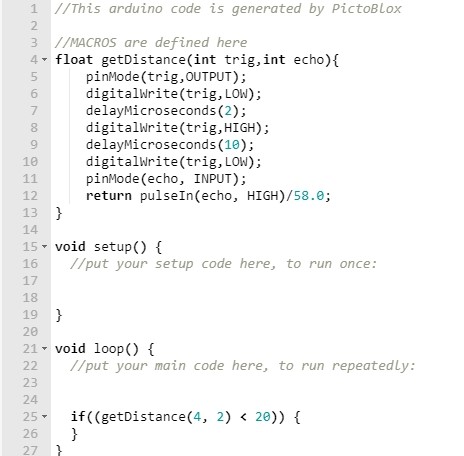 1 //This arduino code is generated by PictoBlox
2
3 //MACROS are defined here
4 float getDistance(int trig,int echo){
5 pinMode(trig,OUTPUT);
6 digitalWrite(trig,LOW);
7 delayMicroseconds(2);
8 digitalWrite(trig,HIGH);
9 delayMicroseconds(10);
10 digitalWrite(trig,LOW);
11 pinMode(echo, INPUT);
12 return pulseIn(echo, HIGH)/58.0;
13 }
14
15 void setup() {
16 //put your setup code here, to run once:
17
18
19 }
20
21 void loop() {
22 //put your main code here, to run repeatedly:
23
24
25 if((getDistance(4, 2) < 20)) {
26 }
27 }